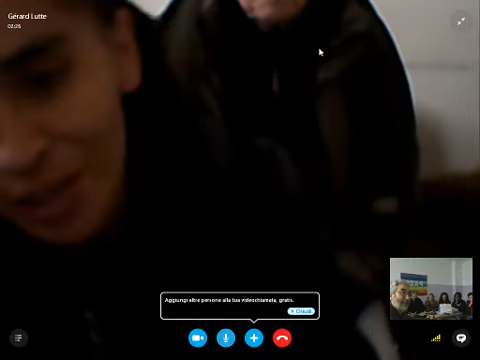 Gérard Lutte
02:26
Aggiungi altre persone alla tua videochiamata, gratis.
Chiudi